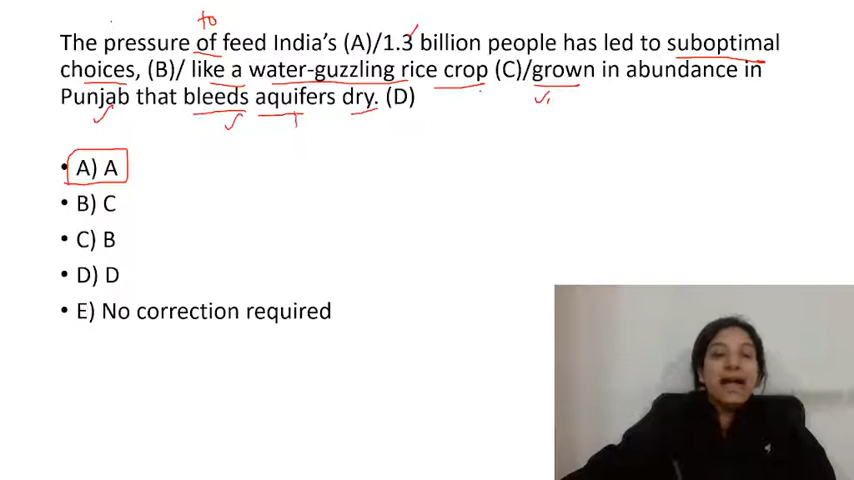 to
The pressure of feed India's (A)/1.3 billion people has led to suboptimal
choices, (B)/ like a water-guzzling rice crop (C)/grown in abundance in
Punjab that bleeds aquifers dry. (D)
• A) A
• B) C
• C) B
• D) D
• E) No correction required